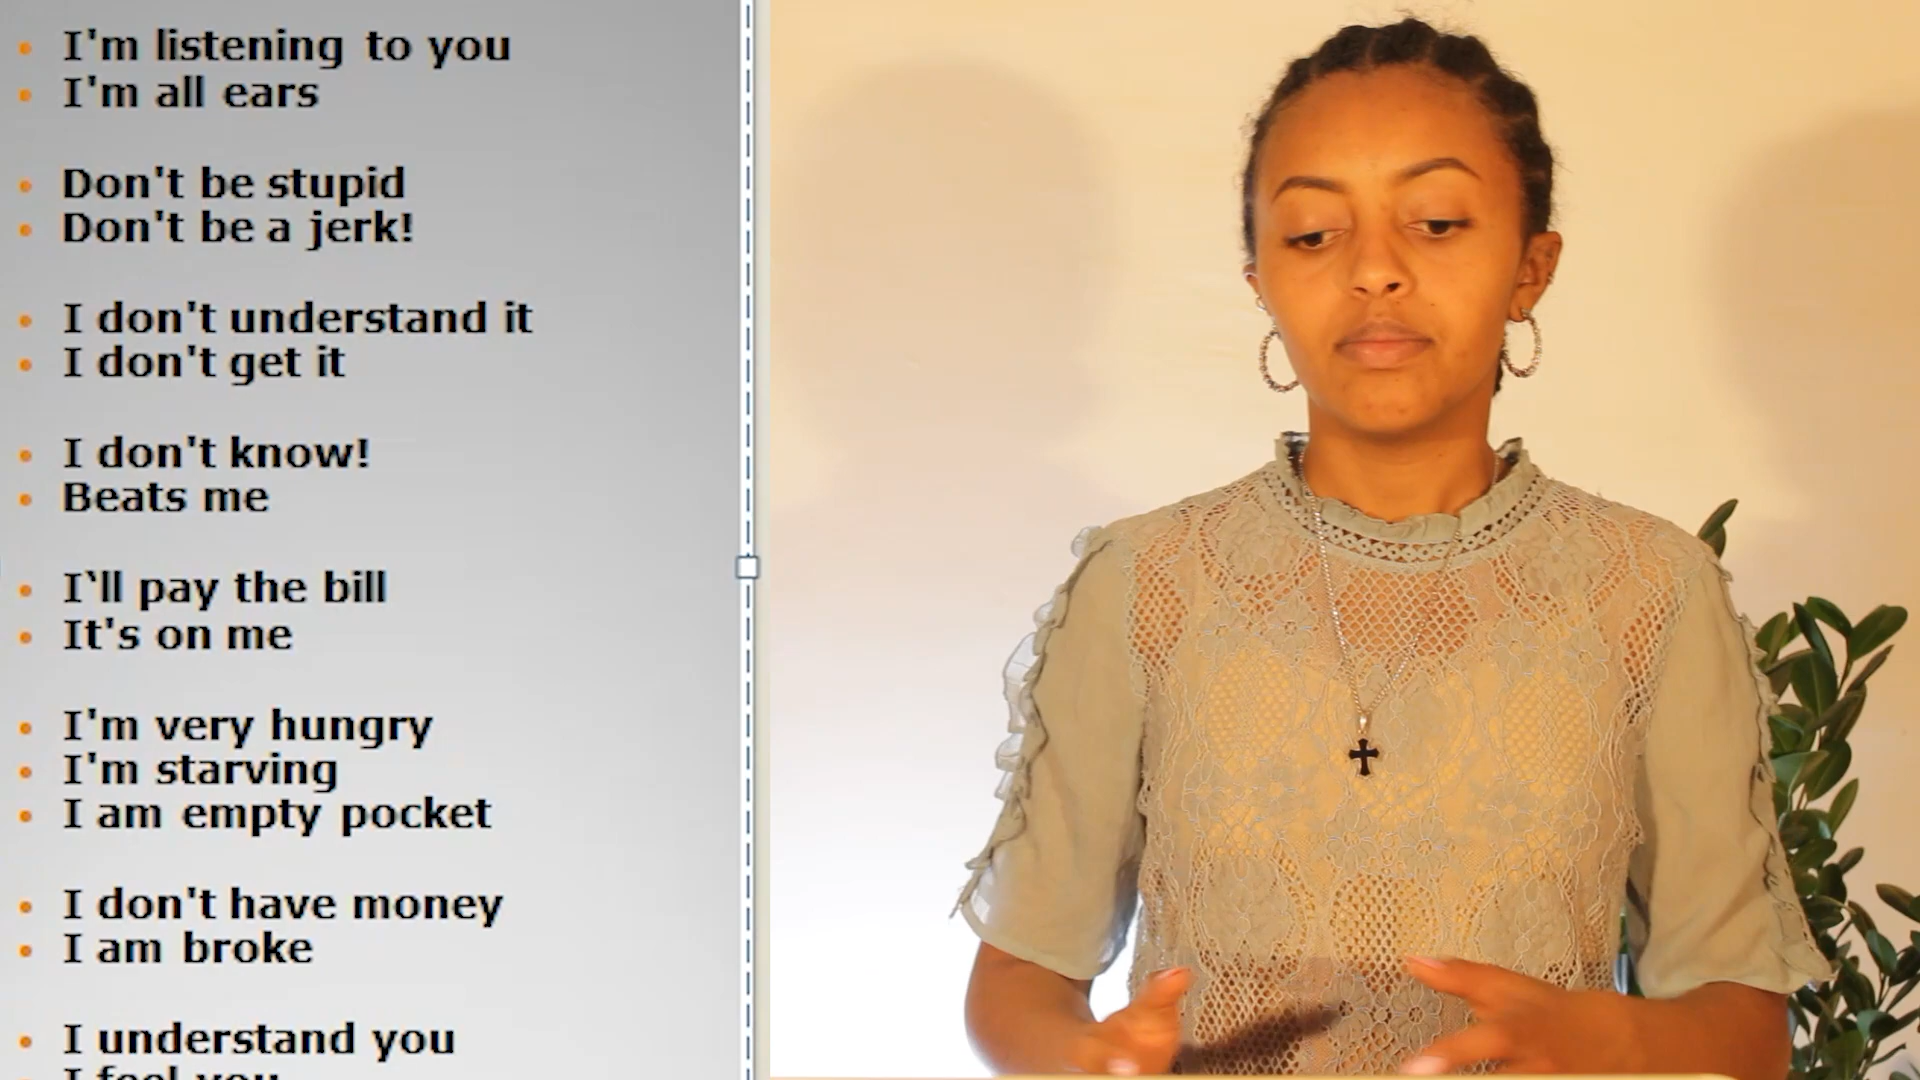 I'm listening to you
I'm all ears
Don't be stupid
Don't be a jerk!
I don't understand it
I don't get it
I don't know!
Beats me
I`ll pay the bill
It's on me
I'm very hungry
I'm starving
I am empty pocket
I don't have money
I am broke
I understand you
I feel you